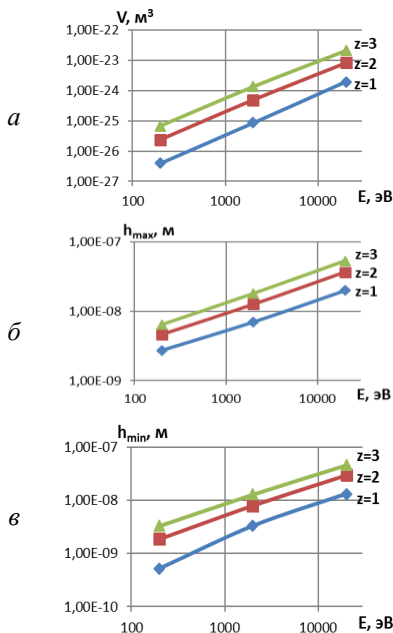 V, м³
1,00E-22
1,00E-23
1,00E-24
1,00E-25
1,00E-26
1,00E-27
z=3
z=2
z=1
100 1000 10000 E, эВ
а
hmax, м
1,00E-07
1,00E-08
1,00E-09
z=3
z=2
z=1
100 1000 10000 E, эВ
б
hmin, м
1,00E-07
1,00E-08
1,00E-09
1,00E-10
z=3
z=2
z=1
100 1000 10000 E, эВ
в